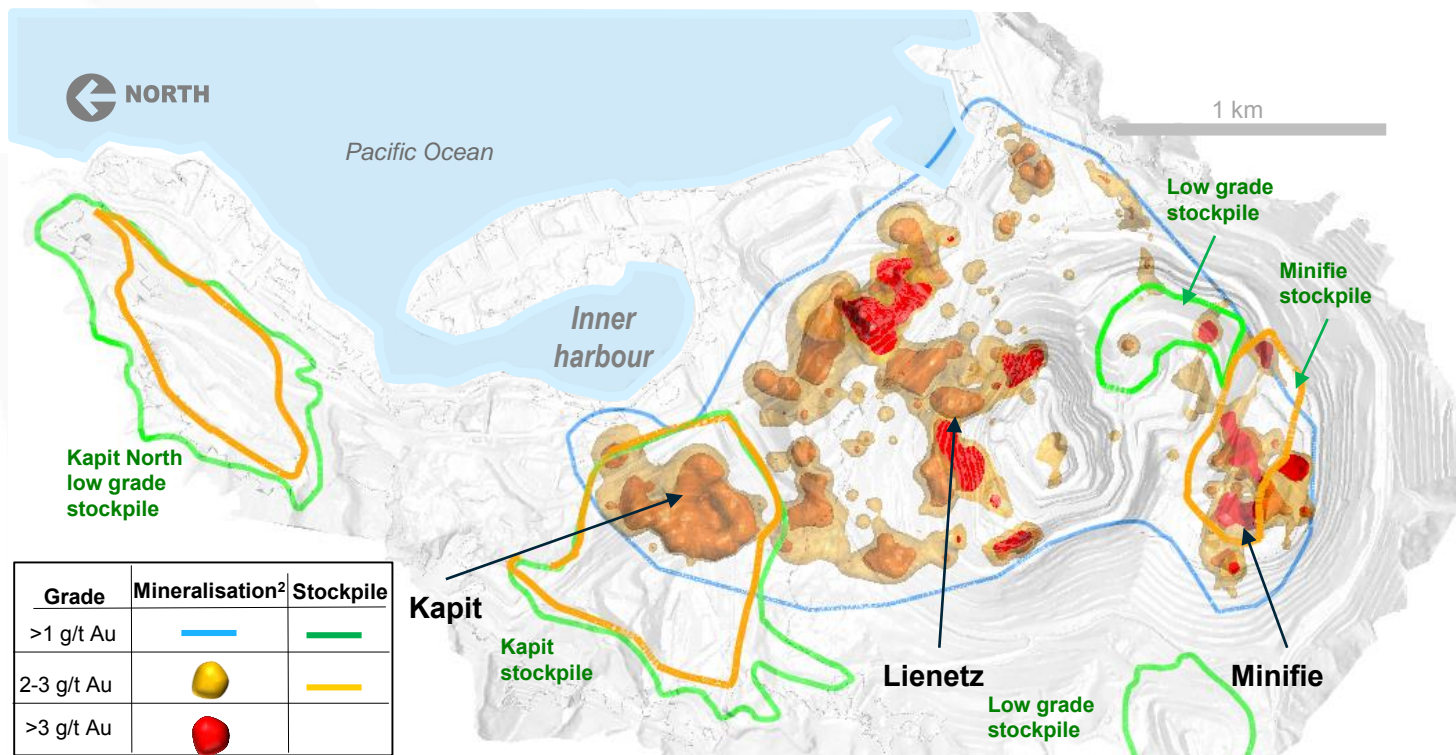 NORTH
Pacific Ocean
1 km
Low grade
stockpile
Minifie
stockpile
Inner
harbour
Kapit North
low grade
stockpile
Grade Mineralisation² Stockpile
>1 g/t Au
2-3 g/t Au
>3 g/t Au
Kapit
Kapit
stockpile
Lienetz
Low grade
stockpile
Minifie